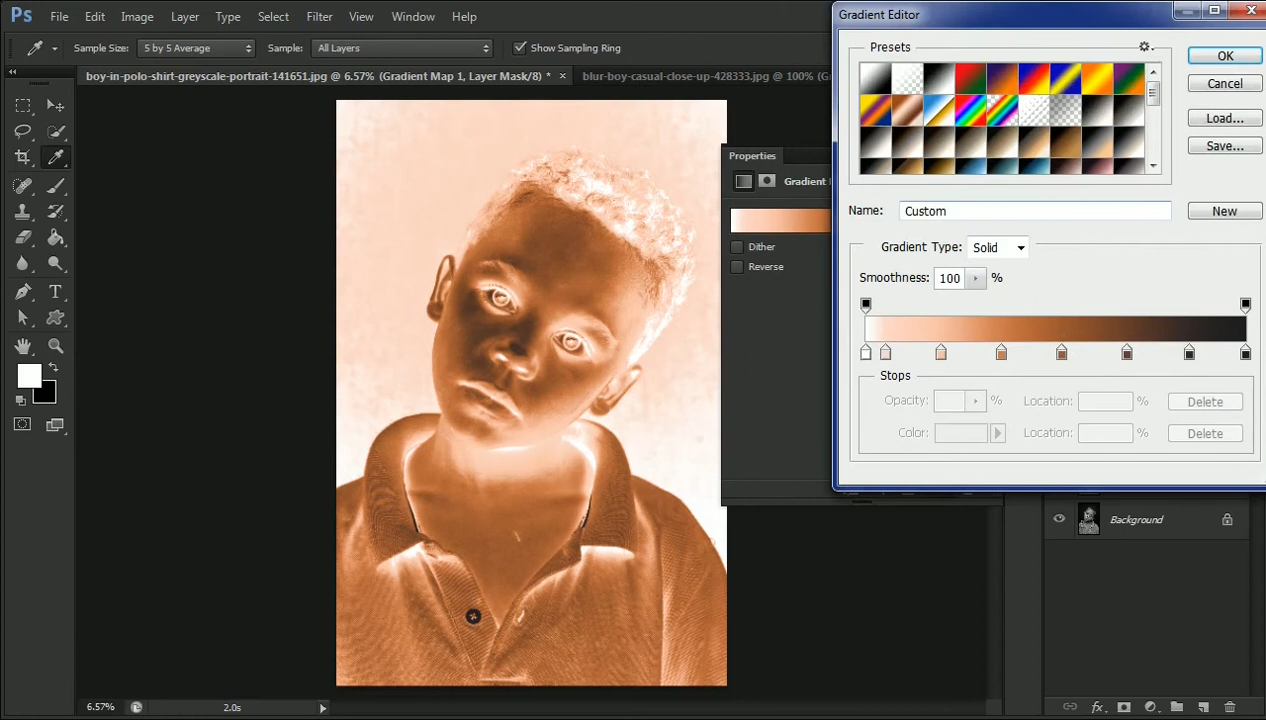 Ps File Edit Image Layer Type Select Filter View Window Help
Gradient Editor
Sample Size: 5 by 5 Average Sample: All Layers Show Sampling Ring
boy-in-polo-shirt-greyscale-portrait-141651.jpg @ 6.57% (Gradient Map 1, Layer Mask/8) * ×
blur-boy-casual-close-up-428333.jpg @ 100% (
Presets
OK
Cancel
Load...
Save...
Properties
Gradient
Dither
Reverse
Name: Custom
New
Gradient Type: Solid
Smoothness: 100 %
Stops
Opacity: % Location: % Delete
Color: Location: % Delete
Background
6.57% 2.0s
fx